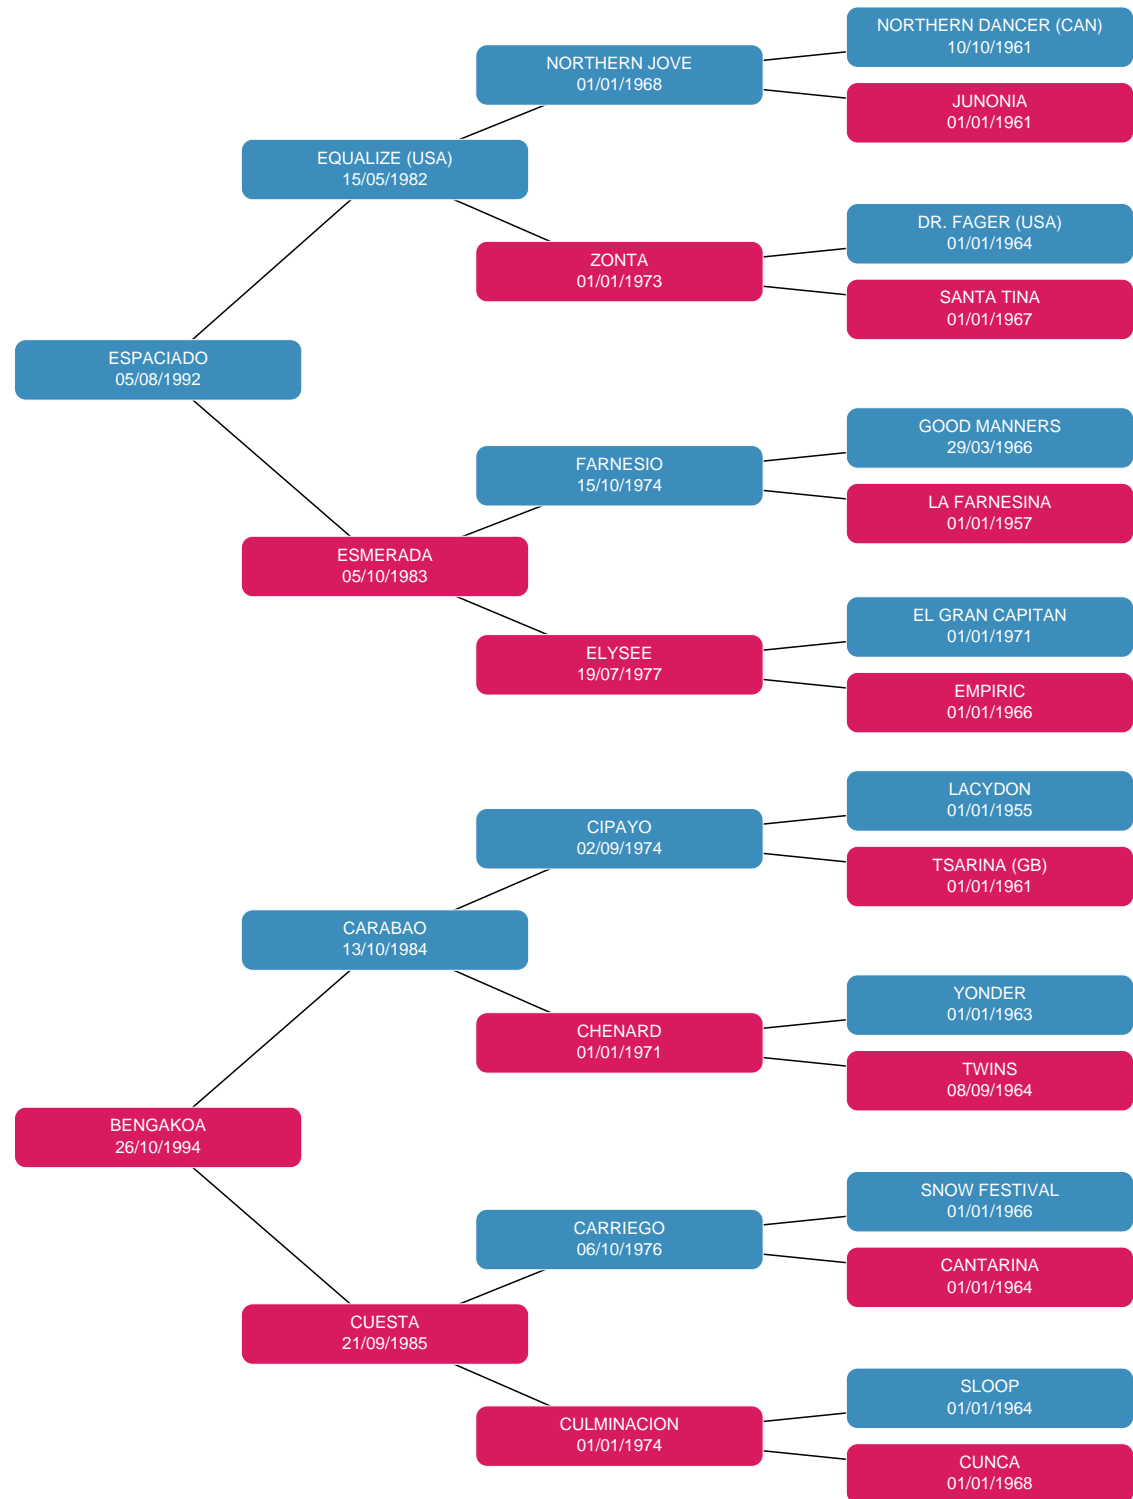 NORTHERN DANCER (CAN)
10/10/1961
NORTHERN JOVE
01/01/1968
JUNONIA
01/01/1961
EQUALIZE (USA)
15/05/1982
DR. FAGER (USA)
01/01/1964
ZONTA
01/01/1973
SANTA TINA
01/01/1967
ESPACIADO
05/08/1992
GOOD MANNERS
29/03/1966
FARNESIO
15/10/1974
LA FARNESINA
01/01/1957
ESMERADA
05/10/1983
EL GRAN CAPITAN
01/01/1971
ELYSEE
19/07/1977
EMPIRIC
01/01/1966
LACYDON
01/01/1955
CIPAYO
02/09/1974
TSARINA (GB)
01/01/1961
CARABAO
13/10/1984
YONDER
01/01/1963
CHENARD
01/01/1971
TWINS
08/09/1964
BENGAKOA
26/10/1994
SNOW FESTIVAL
01/01/1966
CARRIEGO
06/10/1976
CANTARINA
01/01/1964
CUESTA
21/09/1985
SLOOP
01/01/1964
CULMINACION
01/01/1974
CUNCA
01/01/1968